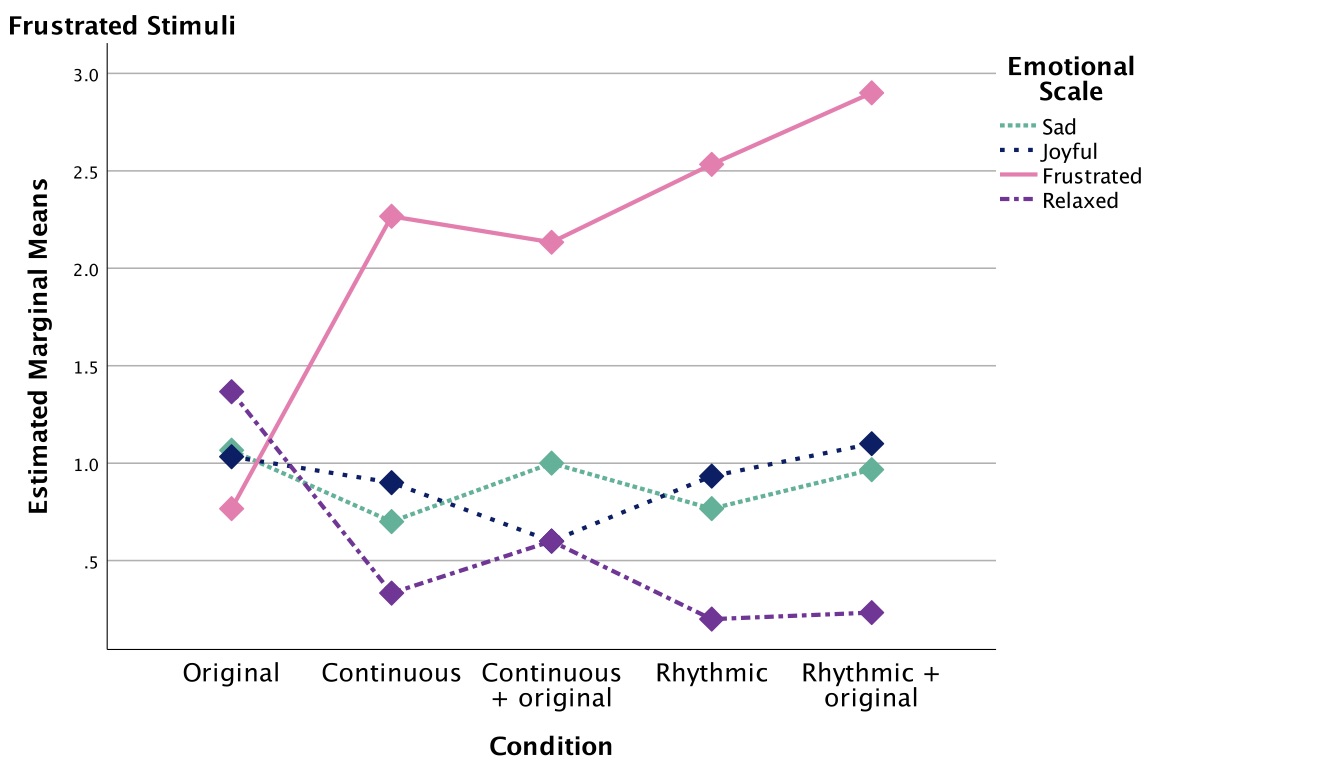 Frustrated Stimuli
Estimated Marginal Means
3.0
2.5
2.0
1.5
1.0
.5
Original
Continuous
Continuous
+ original
Rhythmic
Rhythmic +
original
Condition
Emotional
Scale
Sad
Joyful
Frustrated
Relaxed